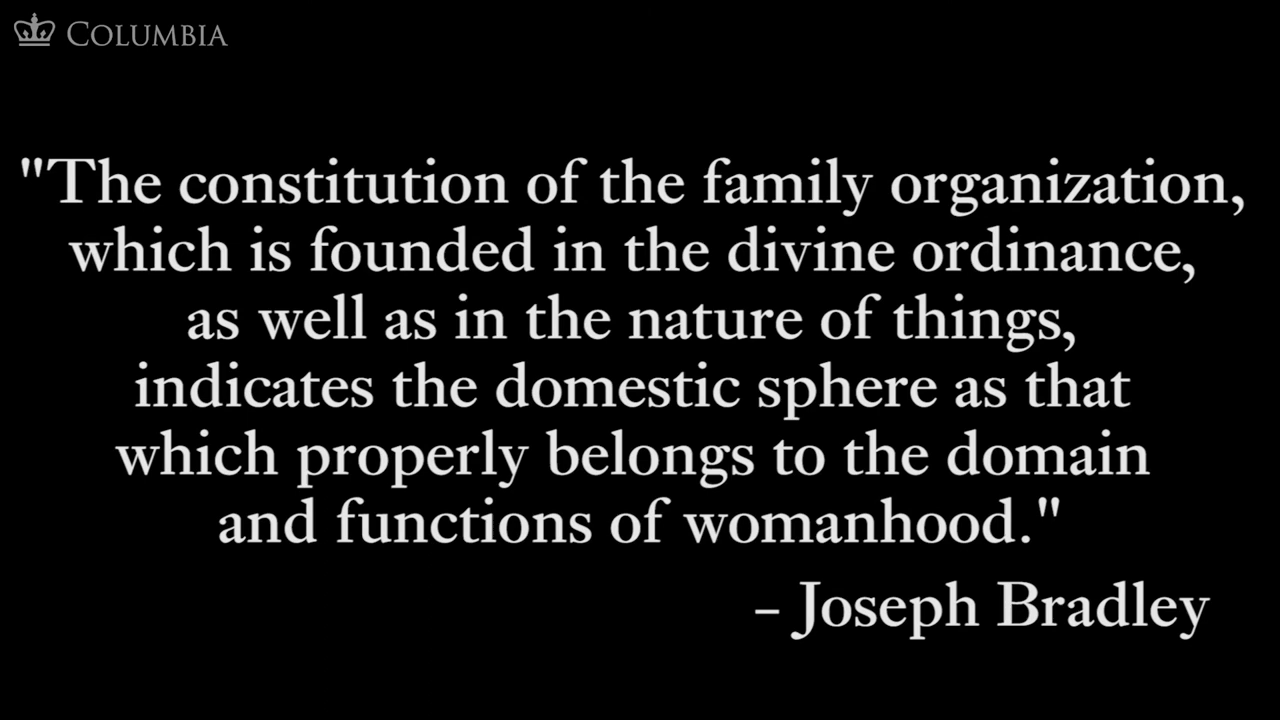 COLUMBIA
"The constitution of the family organization,
which is founded in the divine ordinance,
as well as in the nature of things,
indicates the domestic sphere as that
which properly belongs to the domain
and functions of womanhood."
– Joseph Bradley